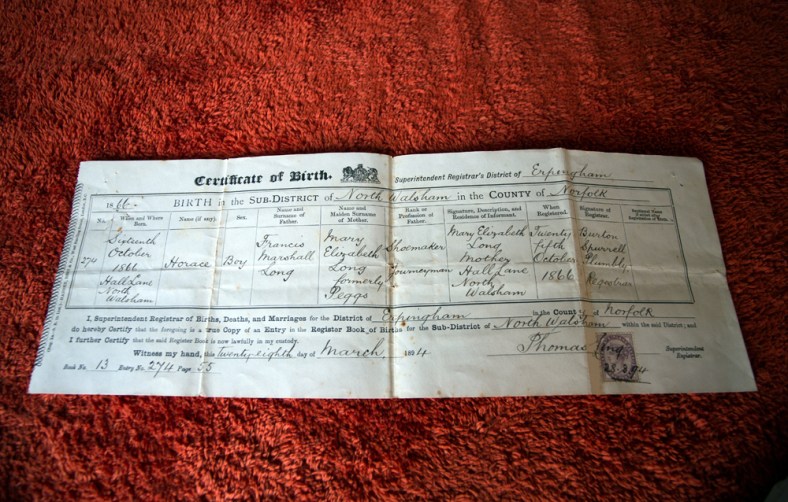 Certificate of Birth.
Superintendent Registrar's District of Erpingham
1866. BIRTH in the SUB-DISTRICT of North Walsham in the COUNTY of Norfolk
No. When and Where Born. Name (if any). Sex. Name and Surname of Father. Name and Maiden Surname of Mother. Rank or Profession of Father. Signature, Description, and Residence of Informant. When Registered. Signature of Registrar.
274
Sixteenth
October
1866
Hall Lane
North
Walsham
Horace
Boy
Francis
Marshall
Long
Mary
Elizabeth
Long
formerly
Peggs
Shoemaker
Journeyman
Mary Elizabeth
Long
Mother
Hall Lane
North
Walsham
Twenty
fifth
October
1866
Burton
Spurrell
Plumbly
Registrar
I, Superintendent Registrar of Births, Deaths, and Marriages for the District of Erpingham in the County of Norfolk
do hereby Certify that the foregoing is a true Copy of an Entry in the Register Book of Births for the Sub-District of North Walsham within the said District; and
I further Certify that the said Register Book is now lawfully in my custody.
Witness my hand, this twenty-eighth day of March 1894 Thomas Superintendent Registrar.
Book No. 13 Entry No. 274 Page 55
28.3.94